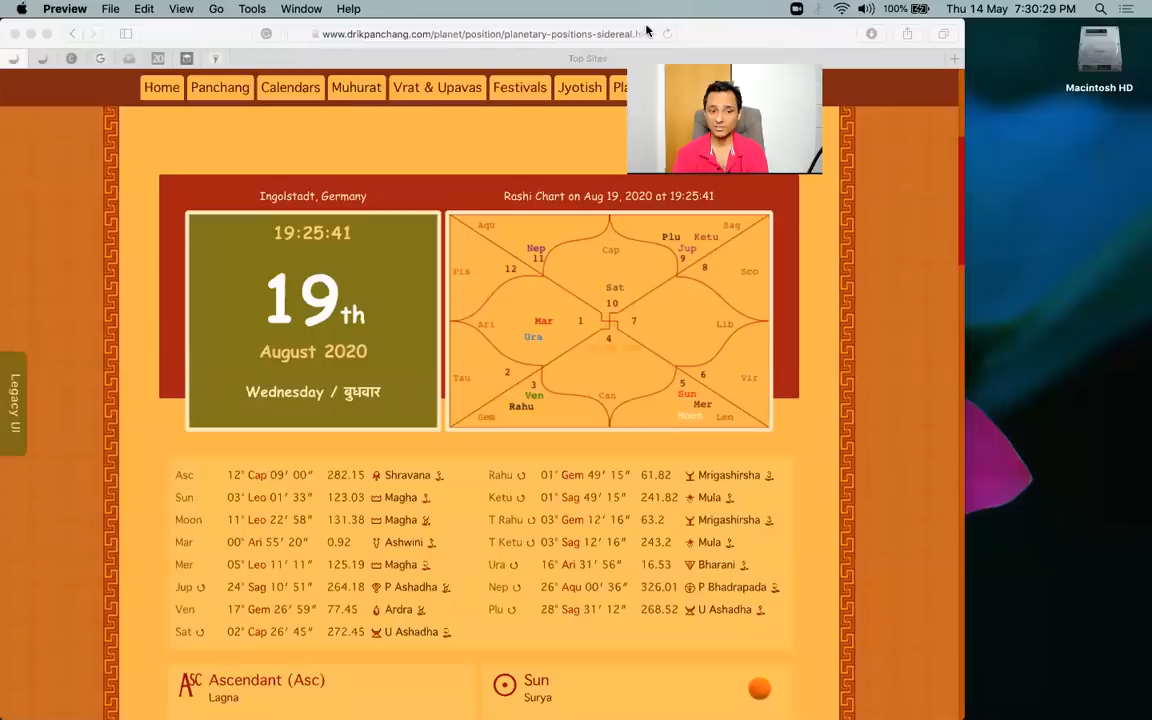 Preview File Edit View Go Tools Window Help 100% Thu 14 May 7:30:29 PM
www.drikpanchang.com/planet/position/planetary-positions-sidereal.h
Top Sites
Macintosh HD
Home Panchang Calendars Muhurat Vrat & Upavas Festivals Jyotish Pla
Ingolstadt, Germany
Rashi Chart on Aug 19, 2020 at 19:25:41
19:25:41
19th
August 2020
Wednesday / बुधवार
Aqu Sag
Plu Ketu
Nep Cap Jup
11 9
12 8
Pis Sco
Sat
10
Mar 1 7
Ari Lib
Ura 4
2 6
Tau Vir
3 5
Ven Can Sun
Rahu Mer
Gem Moon Leo
Legacy UI
Asc 12° Cap 09' 00" 282.15 Shravana
Sun 03° Leo 01' 33" 123.03 Magha
Moon 11° Leo 22' 58" 131.38 Magha
Mar 00° Ari 55' 20" 0.92 Ashwini
Mer 05° Leo 11' 11" 125.19 Magha
Jup 24° Sag 10' 51" 264.18 P Ashadha
Ven 17° Gem 26' 59" 77.45 Ardra
Sat 02° Cap 26' 45" 272.45 U Ashadha
Rahu 01° Gem 49' 15" 61.82 Mrigashirsha
Ketu 01° Sag 49' 15" 241.82 Mula
T Rahu 03° Gem 12' 16" 63.2 Mrigashirsha
T Ketu 03° Sag 12' 16" 243.2 Mula
Ura 16° Ari 31' 56" 16.53 Bharani
Nep 26° Aqu 00' 36" 326.01 P Bhadrapada
Plu 28° Sag 31' 12" 268.52 U Ashadha
ASC Ascendant (Asc)
Lagna
Sun
Surya